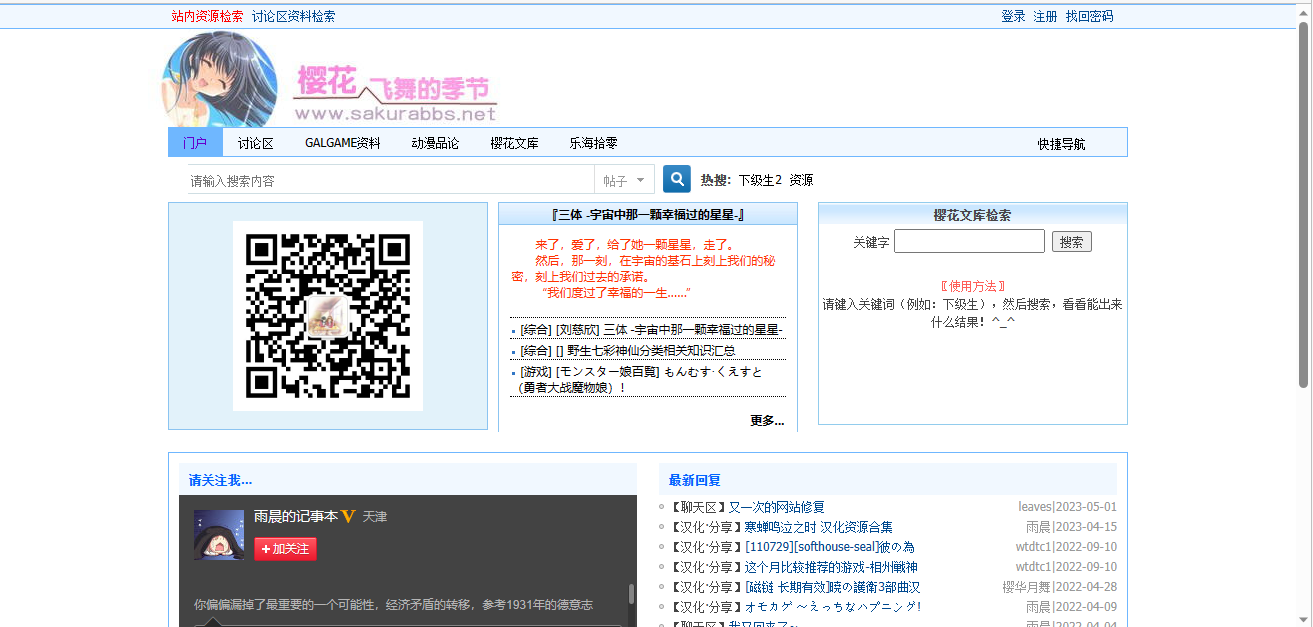 站内资源检索 讨论区资料检索 登录 注册 找回密码
樱花飞舞的季节
www.sakurabbs.net
门户 讨论区 GALGAME资料 动漫品论 樱花文库 乐海拾零 快捷导航
请输入搜索内容 帖子 热搜: 下级生2 资源
『三体 -宇宙中那一颗幸福过的星星-』
来了，爱了，给了她一颗星星，走了。
然后，那一刻，在宇宙的基石上刻上我们的秘
密，刻上我们过去的承诺。
“我们度过了幸福的一生......”
[综合] [刘慈欣] 三体 -宇宙中那一颗幸福过的星星-
[综合] [] 野生七彩神仙分类相关知识汇总
[游戏] [モンスター娘百覧] もんむす·くえすと
（勇者大战魔物娘）！
更多...
樱花文库检索
关键字 搜索
〖使用方法〗
请键入关键词（例如：下级生），然后搜索，看看能出来
什么结果！^_^
请关注我...
雨晨的记事本 V 天津
+加关注
你偏偏漏掉了最重要的一个可能性，经济矛盾的转移，参考1931年的德意志
最新回复
【聊天区】又一次的网站修复 leaves|2023-05-01
【汉化·分享】寒蝉鸣泣之时 汉化资源合集 雨晨|2023-04-15
【汉化·分享】[110729][softhouse-seal]彼の為 wtdtc1|2022-09-10
【汉化·分享】这个月比较推荐的游戏-相州戦神 wtdtc1|2022-09-10
【汉化·分享】[磁链 长期有效]暁の護衛3部曲汉 樱华月舞|2022-04-28
【汉化·分享】オモカゲ ～えっちなハプニング! 雨晨|2022-04-09
【聊天区】我又回来了~ 雨晨|2022-04-04